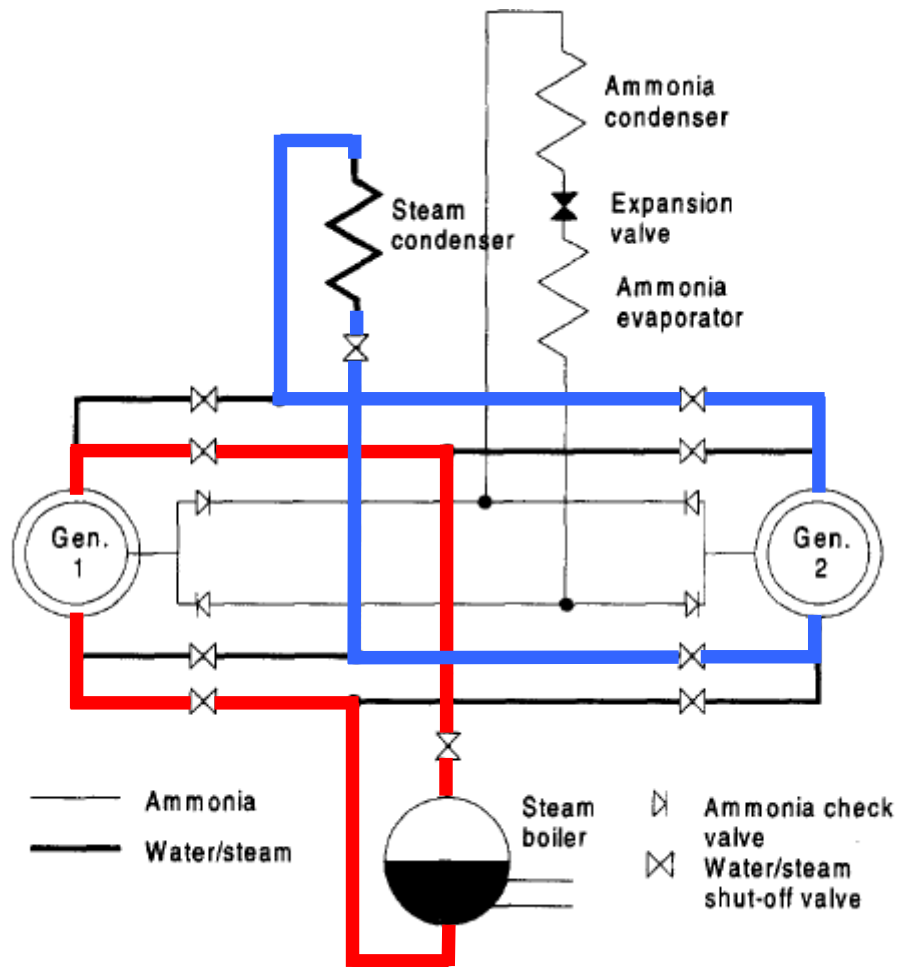 Ammonia
condenser
Steam
condenser
Expansion
valve
Ammonia
evaporator
Gen.
1
Gen.
2
Ammonia
Water/steam
Steam
boiler
Ammonia check
valve
Water/steam
shut-off valve